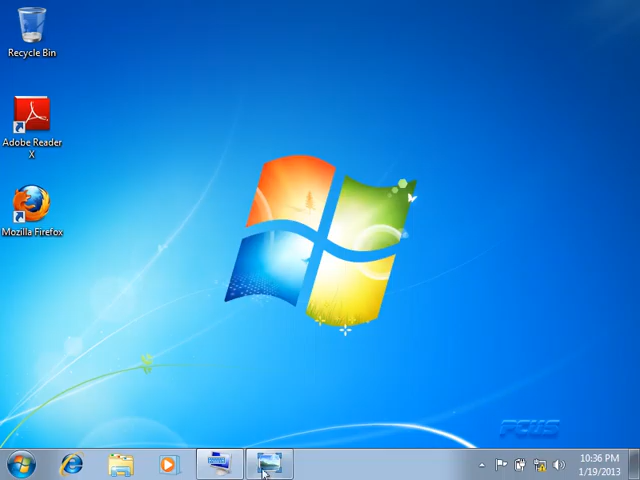 Recycle Bin
Adobe Reader
X
Mozilla Firefox
10:36 PM
1/19/2013